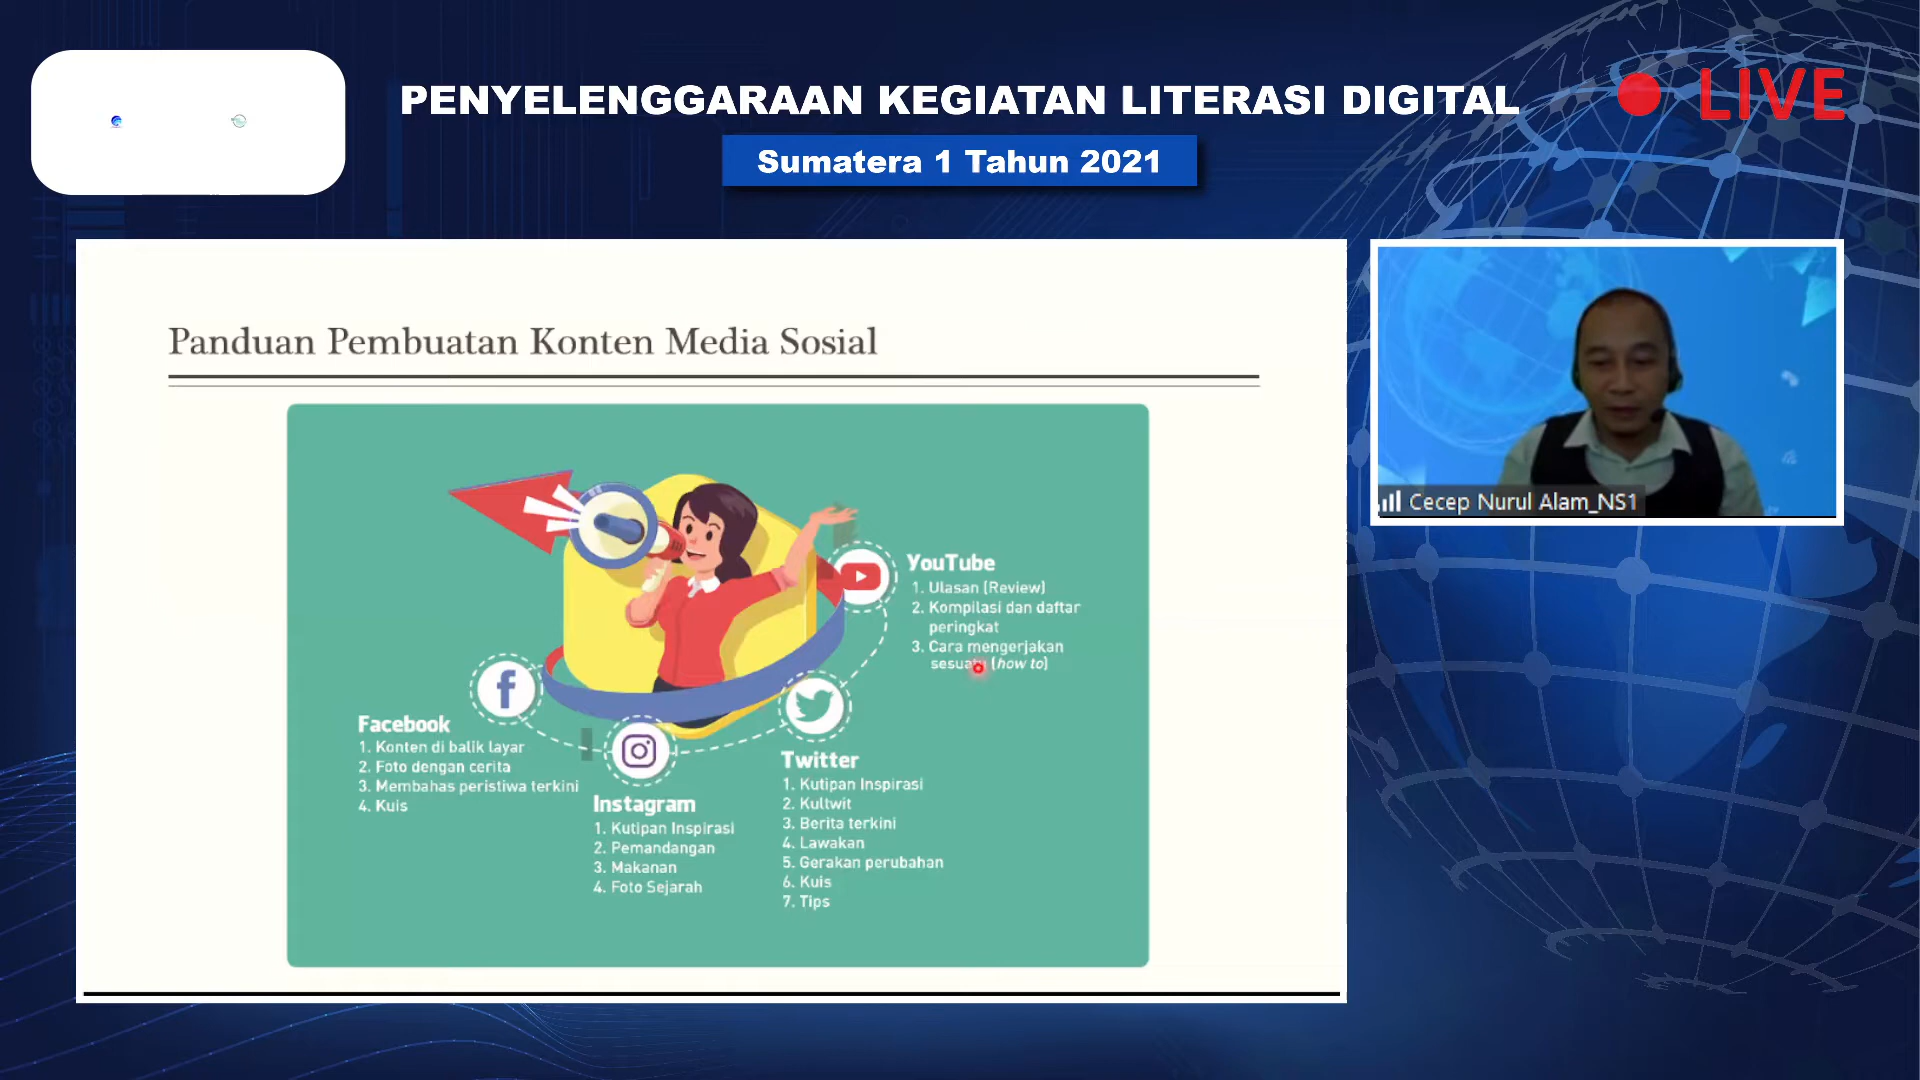 PENYELENGGARAAN KEGIATAN LITERASI DIGITAL
Sumatera 1 Tahun 2021
LIVE
Panduan Pembuatan Konten Media Sosial
YouTube
1. Ulasan (Review)
2. Kompilasi dan daftar
peringkat
3. Cara mengerjakan
sesuatu (how to)
Facebook
1. Konten di balik layar
2. Foto dengan cerita
3. Membahas peristiwa terkini
4. Kuis
Instagram
1. Kutipan Inspirasi
2. Pemandangan
3. Makanan
4. Foto Sejarah
Twitter
1. Kutipan Inspirasi
2. Kultwit
3. Berita terkini
4. Lawakan
5. Gerakan perubahan
6. Kuis
7. Tips
Cecep Nurul Alam_NS1